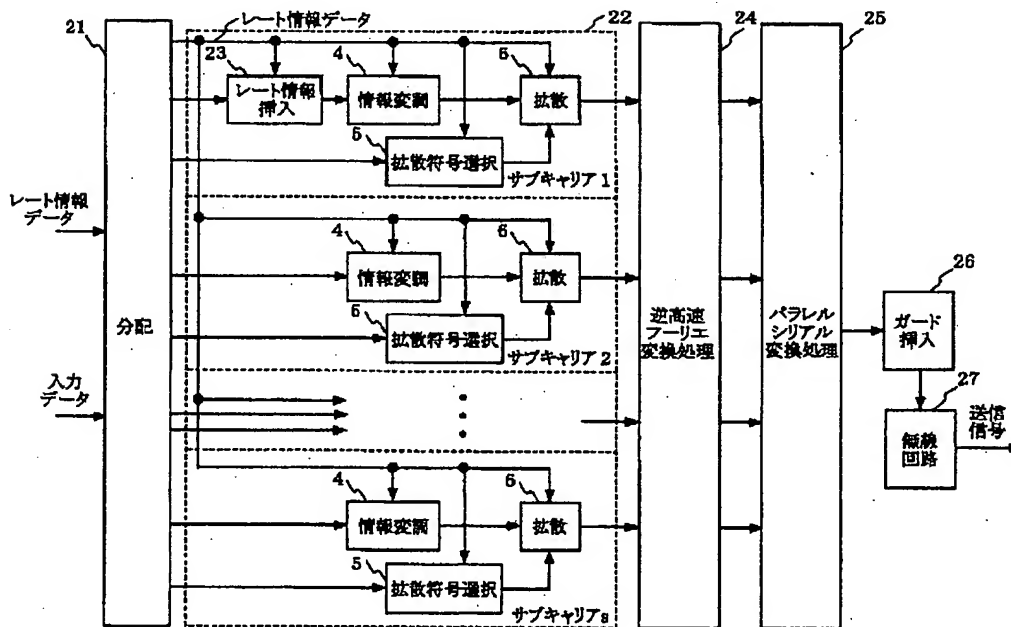 21
レート情報データ
22
24
25
23
レート情報
挿入
4
情報変調
6
拡散
5
拡散符号選択
サブキャリア1
レート情報
データ
4
情報変調
6
拡散
5
拡散符号選択
サブキャリア2
分配
入力
データ
逆高速
フーリエ
変換処理
パラレル
シリアル
変換処理
26
ガード
挿入
27
無線
回路
送信
信号
4
情報変調
6
拡散
5
拡散符号選択
サブキャリアs